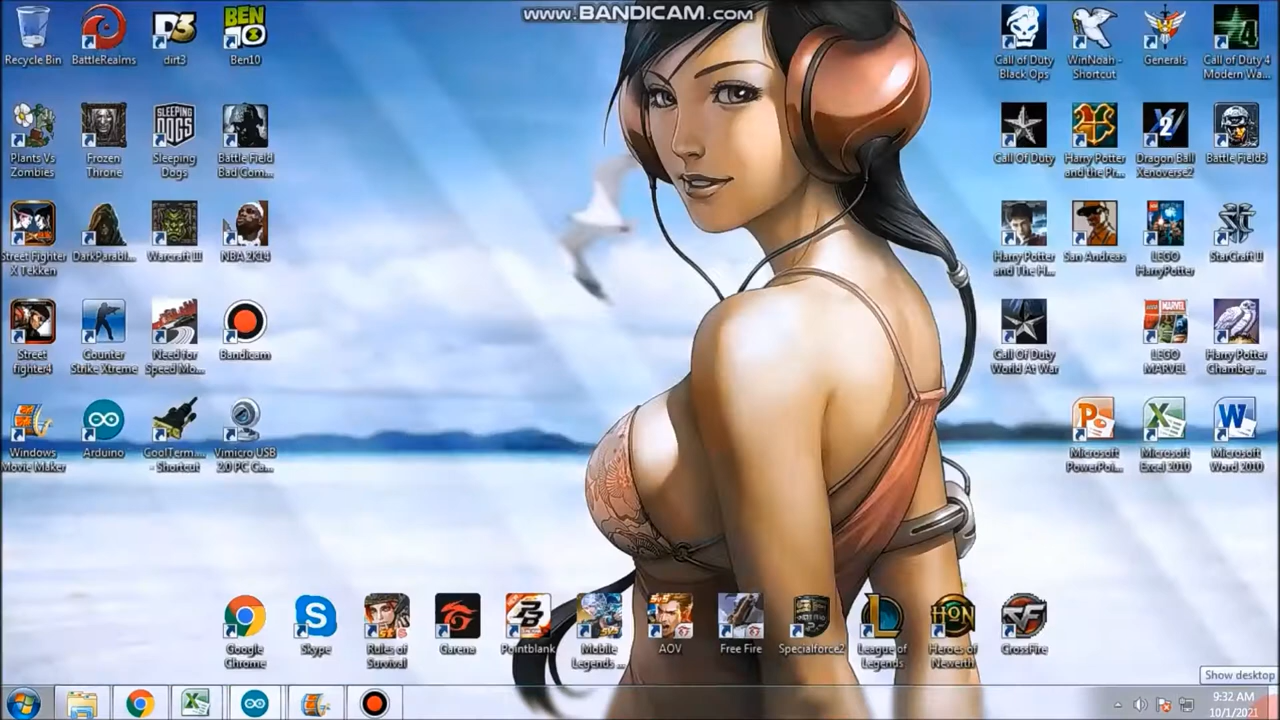 www.BANDICAM.com
Recycle Bin
BattleRealms
dirt3
Ben10
Call of Duty
Black Ops
WinNoah -
Shortcut
Generals
Call of Duty 4
Modern Wa...
Plants Vs
Zombies
Frozen
Throne
Sleeping
Dogs
Battle Field
Bad Com...
Call Of Duty
Harry Potter
and the Pr...
Dragon Ball
Xenoverse2
Battle Field3
Street Fighter
X Tekken
DarkParabl...
Warcraft III
NBA 2K14
Harry Potter
and The H...
San Andreas
LEGO
HarryPotter
StarCraft II
Street
fighter4
Counter
Strike Xtreme
Need for
Speed Mo...
Bandicam
Call Of Duty
World At War
LEGO
MARVEL
Harry Potter
Chamber ...
Windows
Movie Maker
Arduino
CoolTerm...
- Shortcut
Vimicro USB
2.0 PC Ca...
Microsoft
PowerPoi...
Microsoft
Excel 2010
Microsoft
Word 2010
Google
Chrome
Skype
Rules of
Survival
Garena
Pointblank
Mobile
Legends ...
AOV
Free Fire
Specialforce2
League of
Legends
Heroes of
Newerth
CrossFire
Show desktop
9:32 AM
10/1/2021